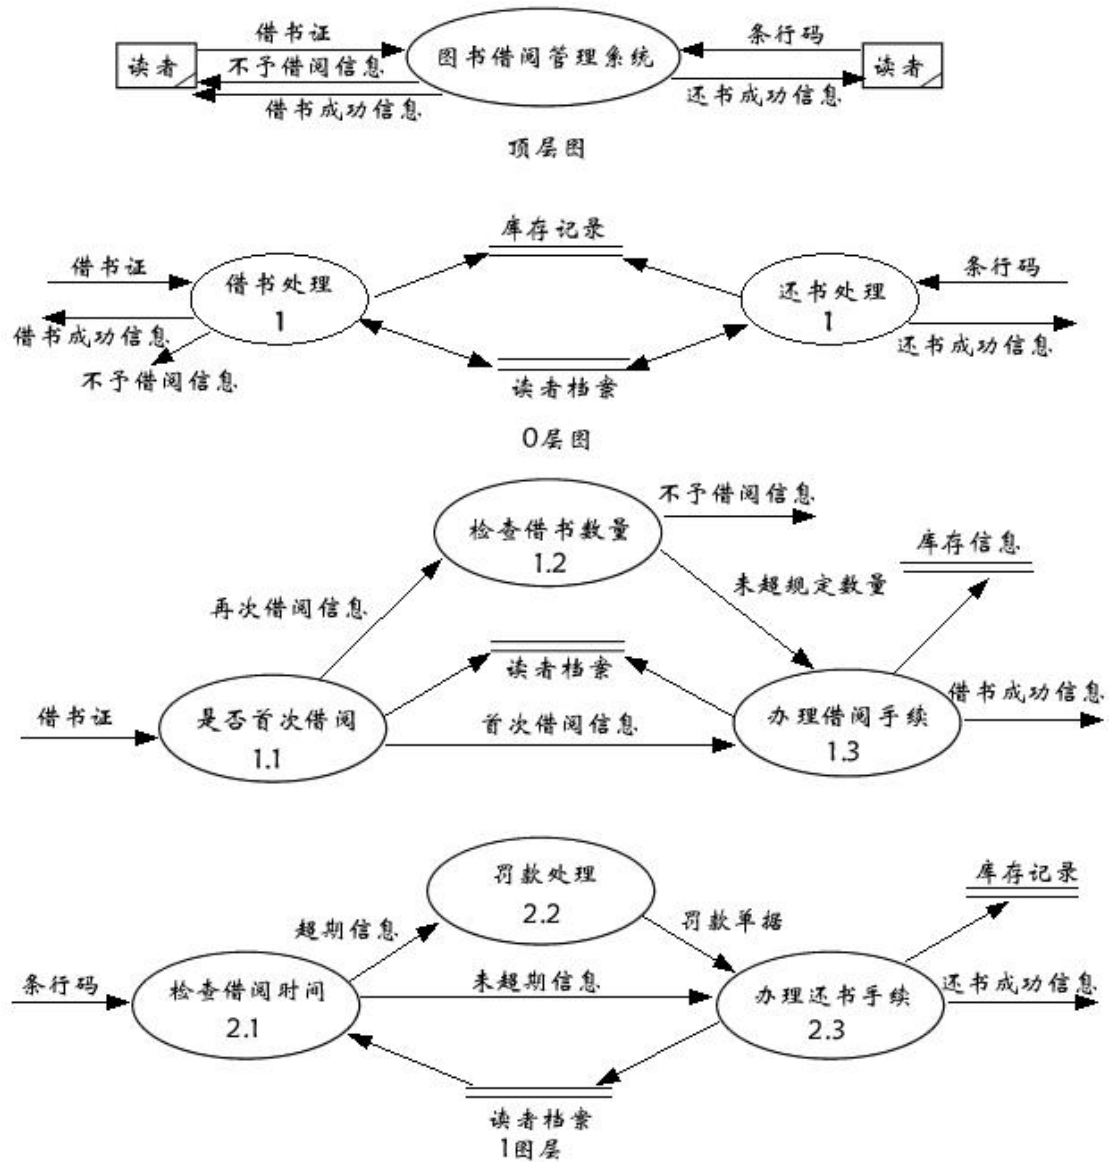 借书证
条行码
读者
图书借阅管理系统
读者
不予借阅信息
借书成功信息
还书成功信息
顶层图
库存记录
借书证
借书处理
1
还书处理
1
条行码
借书成功信息
不予借阅信息
还书成功信息
读者档案
0层图
不予借阅信息
检查借书数量
1.2
库存信息
再次借阅信息
未超规定数量
读者档案
借书证
是否首次借阅
1.1
首次借阅信息
办理借阅手续
1.3
借书成功信息
罚款处理
2.2
库存记录
超期信息
罚款单据
条行码
检查借阅时间
2.1
未超期信息
办理还书手续
2.3
还书成功信息
读者档案
1图层